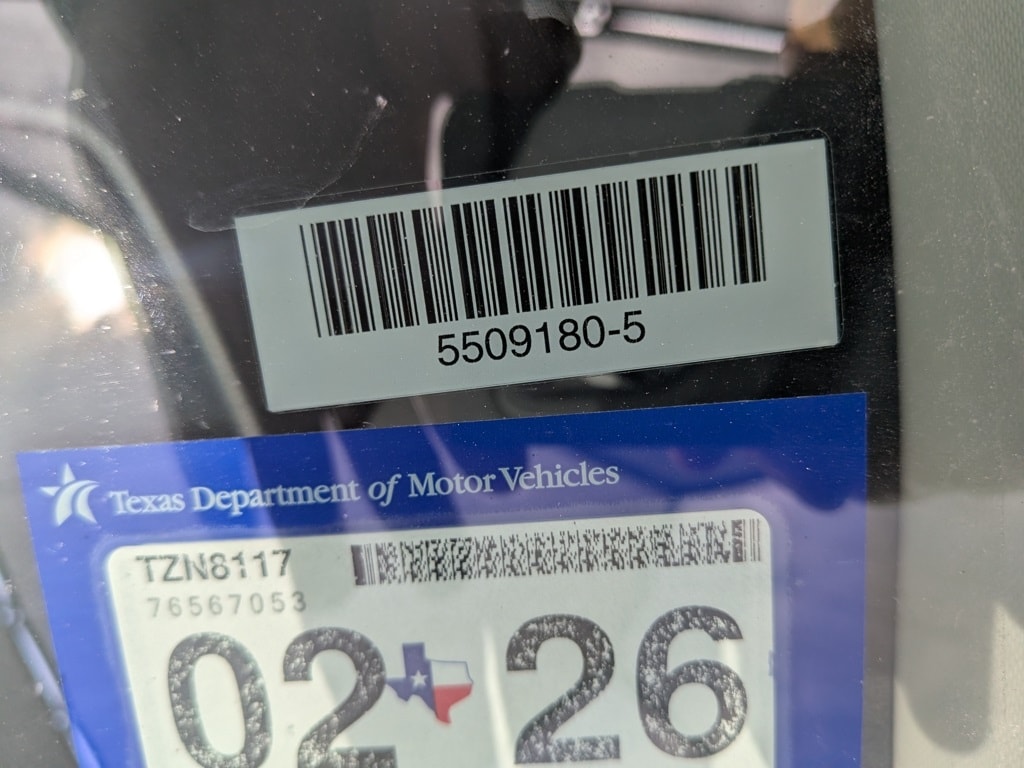 5509180-5
Texas Department of Motor Vehicles
TZN8117
76567053
02 26